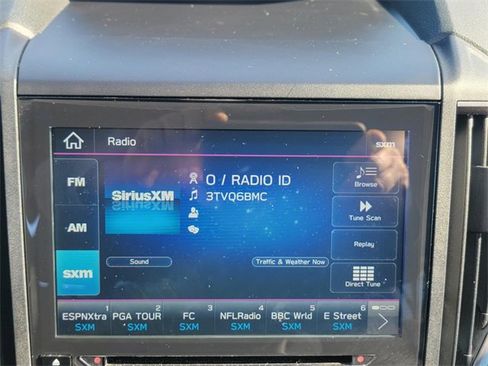 Radio
sxm
FM
AM
sxm
SiriusXM
0 / RADIO ID
3TVQ6BMC
Sound
Traffic & Weather Now
Browse
Tune Scan
Replay
Direct Tune
1 2 3 4 5 6
ESPNXtra PGA TOUR FC NFLRadio BBC Wrld E Street
SXM SXM SXM SXM SXM SXM